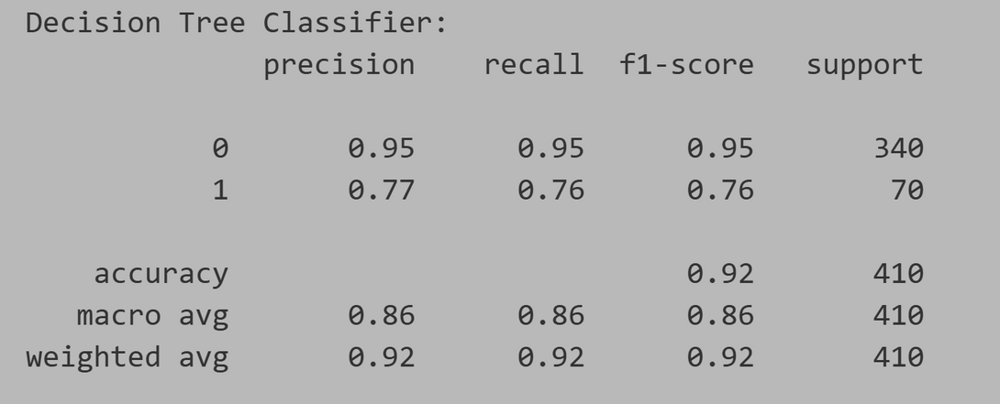 Decision Tree Classifier:
precision recall f1-score support
0 0.95 0.95 0.95 340
1 0.77 0.76 0.76 70
accuracy 0.92 410
macro avg 0.86 0.86 0.86 410
weighted avg 0.92 0.92 0.92 410